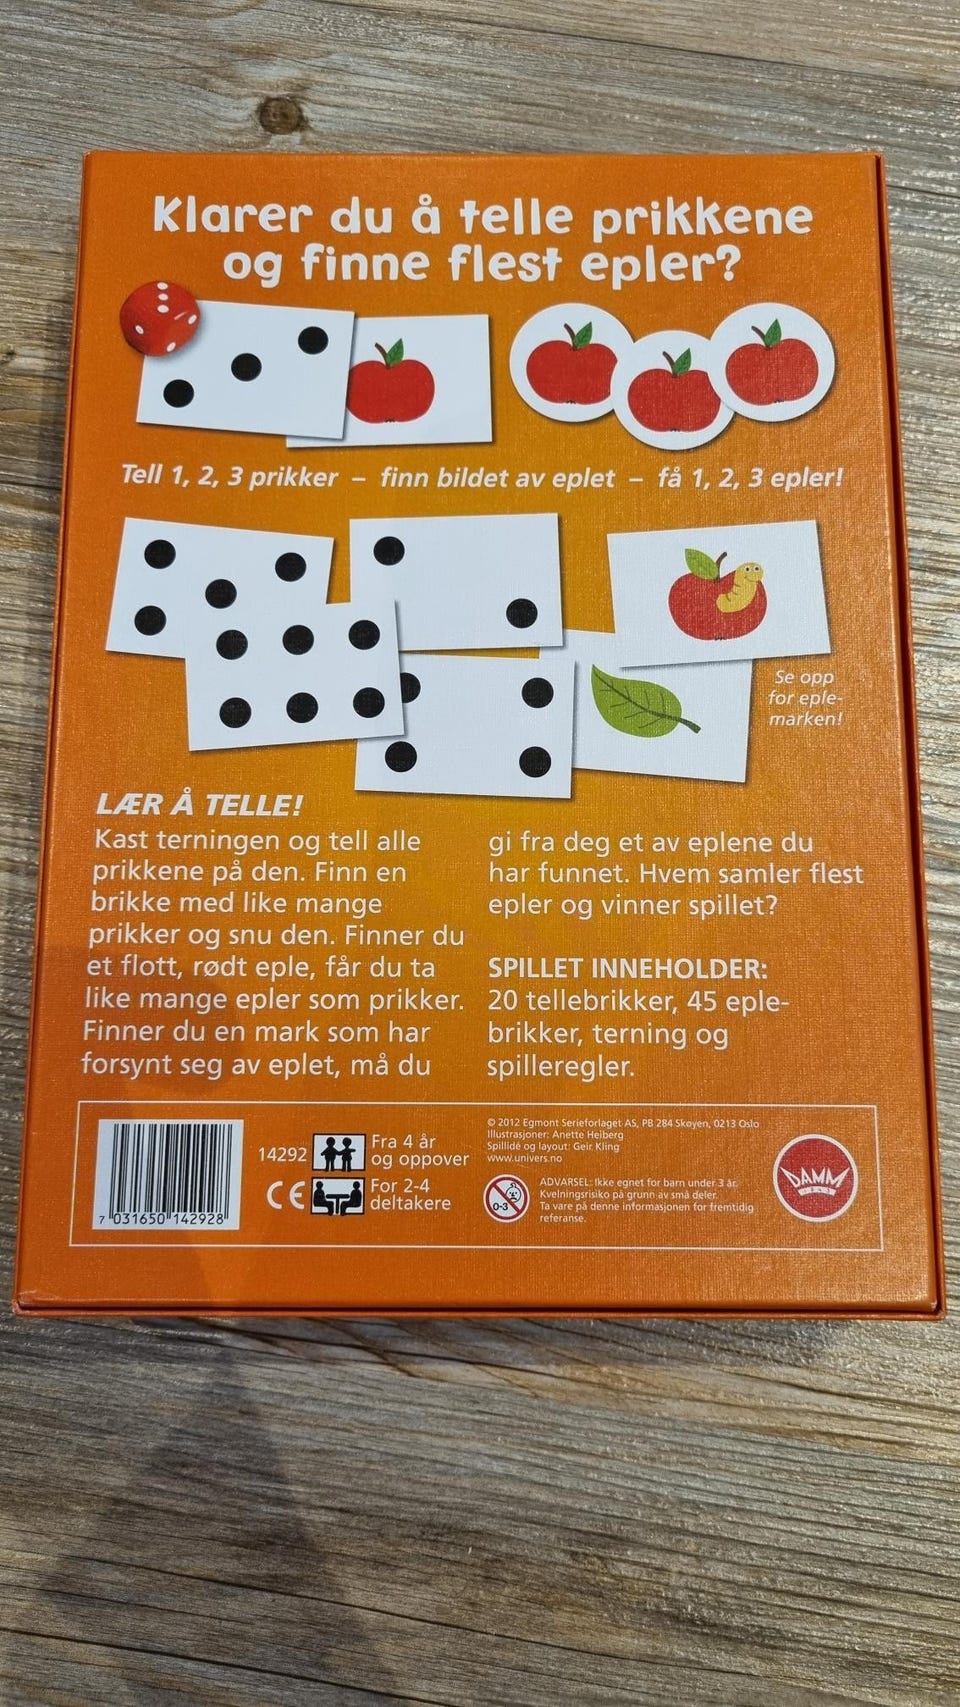 Klarer du å telle prikkene
og finne flest epler?
Tell 1, 2, 3 prikker – finn bildet av eplet – få 1, 2, 3 epler!
Se opp
for eple-
marken!
LÆR Å TELLE!
Kast terningen og tell alle
prikkene på den. Finn en
brikke med like mange
prikker og snu den. Finner du
et flott, rødt eple, får du ta
like mange epler som prikker.
Finner du en mark som har
forsynt seg av eplet, må du
gi fra deg et av eplene du
har funnet. Hvem samler flest
epler og vinner spillet?
SPILLET INNEHOLDER:
20 tellebrikker, 45 eple-
brikker, terning og
spilleregler.
7 031650 142928
14292
Fra 4 år
og oppover
CE
For 2-4
deltakere
© 2012 Egmont Serieforlaget AS, PB 284 Skøyen, 0213 Oslo
Illustrasjoner: Anette Heiberg
Spillidé og layout: Geir Kling
www.univers.no
0-3
ADVARSEL: Ikke egnet for barn under 3 år.
Kvelningsrisiko på grunn av små deler.
Ta vare på denne informasjonen for fremtidig
referanse.
DAMM
1843